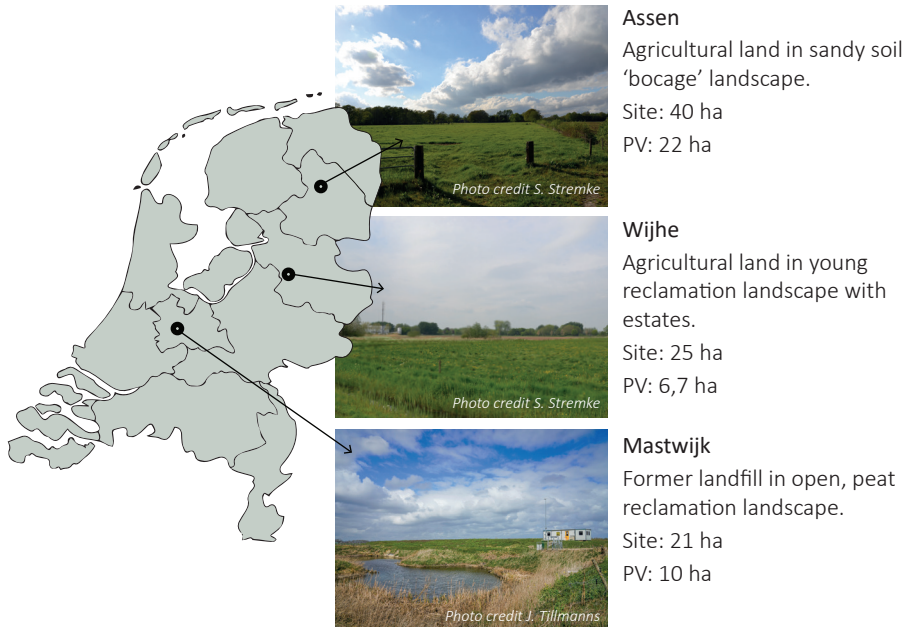 Assen
Agricultural land in sandy soil
‘bocage’ landscape.
Site: 40 ha
PV: 22 ha
Photo credit S. Stremke
Wijhe
Agricultural land in young
reclamation landscape with
estates.
Site: 25 ha
PV: 6,7 ha
Photo credit S. Stremke
Mastwijk
Former landfill in open, peat
reclamation landscape.
Site: 21 ha
PV: 10 ha
Photo credit J. Tillmanns